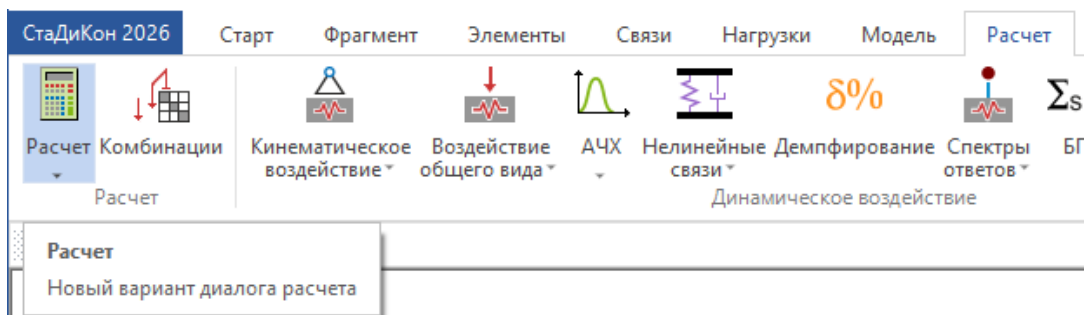 СтаДиКон 2026 Старт Фрагмент Элементы Связи Нагрузки Модель Расчет
Расчет Комбинации Кинематическое воздействие Воздействие общего вида АЧХ Нелинейные связи Демпфирование Спектры ответов
δ%
Σs
Расчет Динамическое воздействие
Расчет
Новый вариант диалога расчета